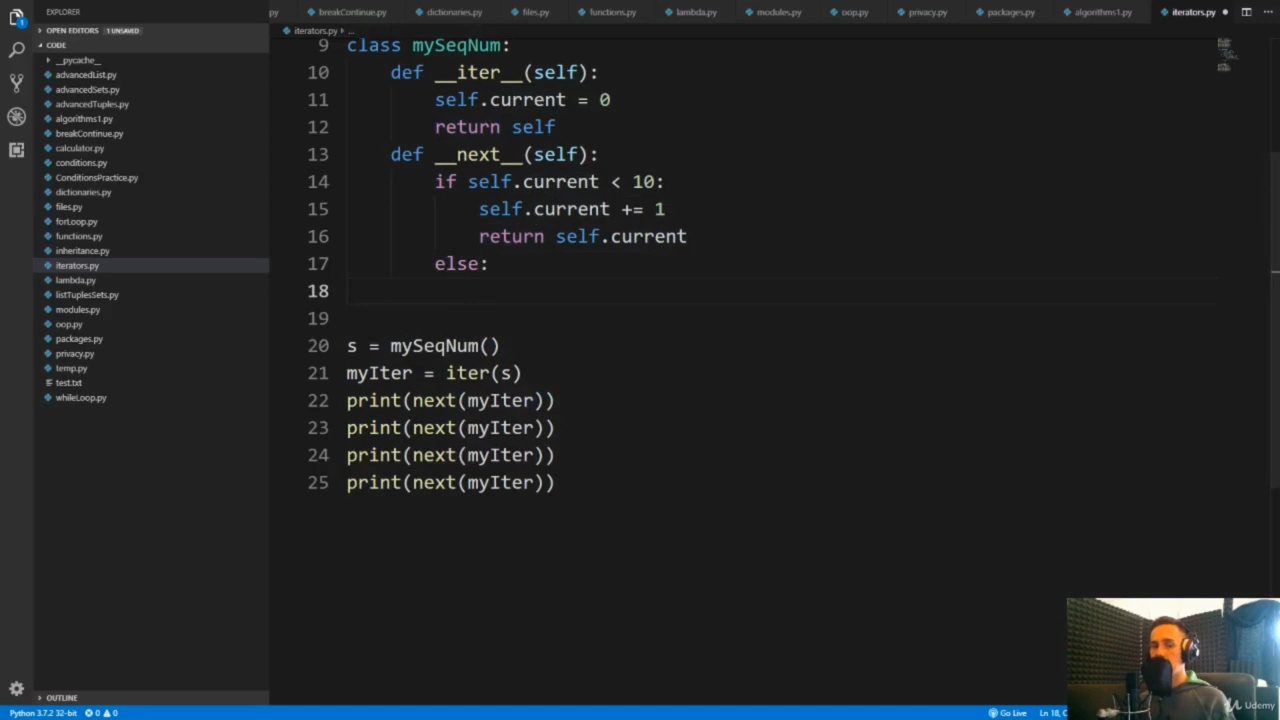 EXPLORER
py breakContinue.py dictionaries.py files.py functions.py lambda.py modules.py oop.py privacy.py packages.py algorithms1.py iterators.py
OPEN EDITORS 1 UNSAVED
iterators.py ...
CODE
__pycache__
advancedList.py
advancedSets.py
advancedTuples.py
algorithms1.py
breakContinue.py
calculator.py
conditions.py
ConditionsPractice.py
dictionaries.py
files.py
forLoop.py
functions.py
inheritance.py
iterators.py
lambda.py
listTuplesSets.py
modules.py
oop.py
packages.py
privacy.py
temp.py
test.txt
whileLoop.py
9 class mySeqNum:
10 def __iter__(self):
11 self.current = 0
12 return self
13 def __next__(self):
14 if self.current < 10:
15 self.current += 1
16 return self.current
17 else:
18
19
20 s = mySeqNum()
21 myIter = iter(s)
22 print(next(myIter))
23 print(next(myIter))
24 print(next(myIter))
25 print(next(myIter))
OUTLINE
Udemy
1
Python 3.7.2 32-bit 0 0 Go Live Ln 18, C